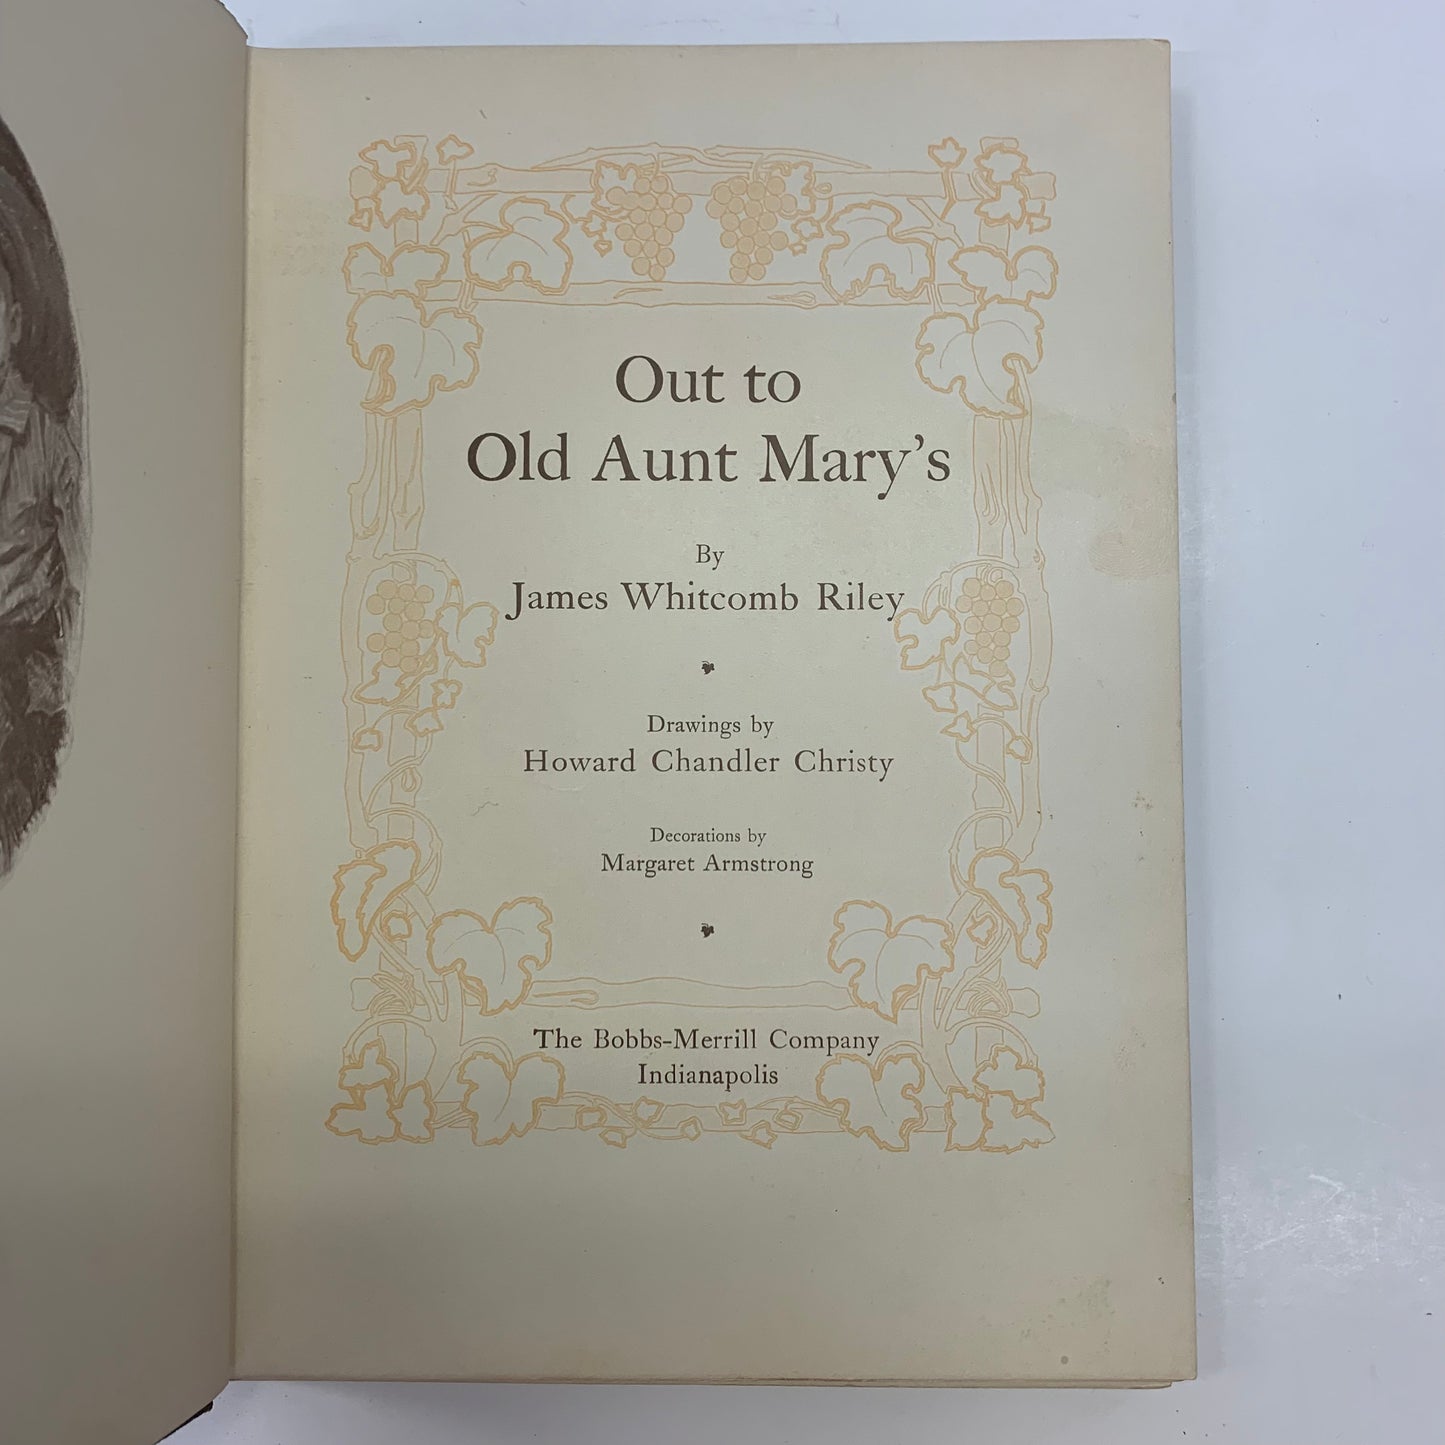 Out to
Old Aunt Mary's
By
James Whitcomb Riley
Drawings by
Howard Chandler Christy
Decorations by
Margaret Armstrong
The Bobbs-Merrill Company
Indianapolis